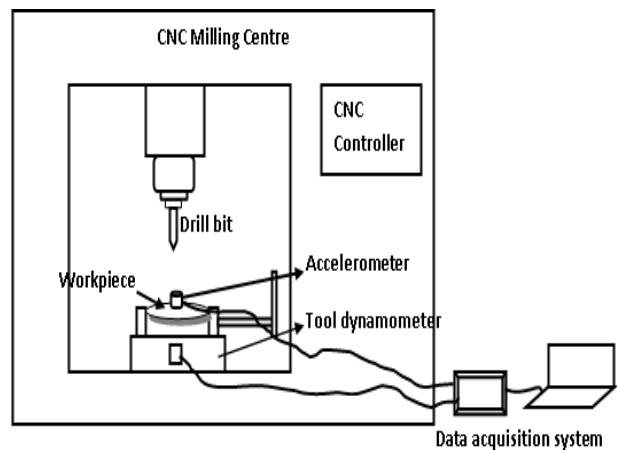 CNC Milling Centre
CNC
Controller
Drill bit
Accelerometer
Workpiece
Tool dynamometer
Data acquisition system